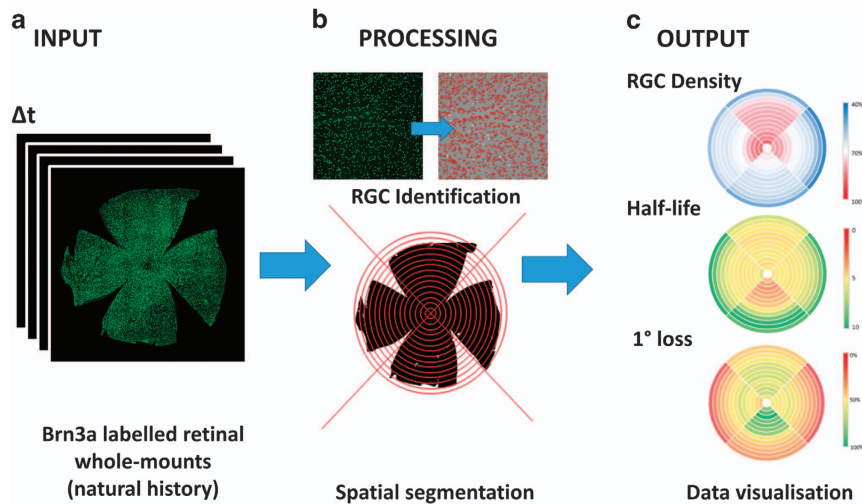 a
INPUT
Δt
Brn3a labelled retinal
whole-mounts
(natural history)
b
PROCESSING
RGC Identification
Spatial segmentation
c
OUTPUT
RGC Density
40%
70%
100%
Half-life
0
5
10
1° loss
0%
50%
100%
Data visualisation